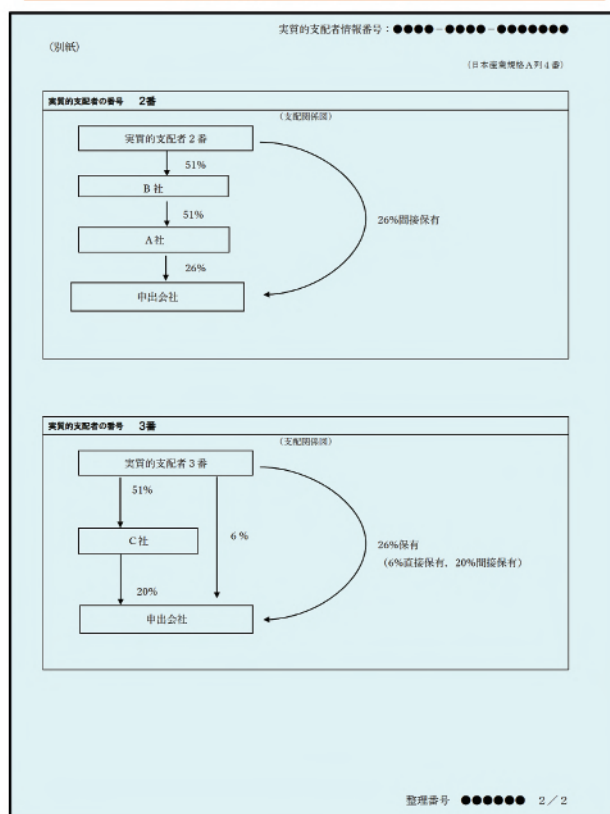 実質的支配者情報番号：●●●●－●●●●－●●●●●●●
（別紙）
（日本産業規格Ａ列４番）
実質的支配者の番号　2番
（支配関係図）
実質的支配者２番
51%
Ｂ社
51%
Ａ社
26%
申出会社
26%間接保有
実質的支配者の番号　3番
（支配関係図）
実質的支配者３番
51%
6%
Ｃ社
20%
申出会社
26%保有
（6%直接保有，20%間接保有）
整理番号　●●●●●●　２／２